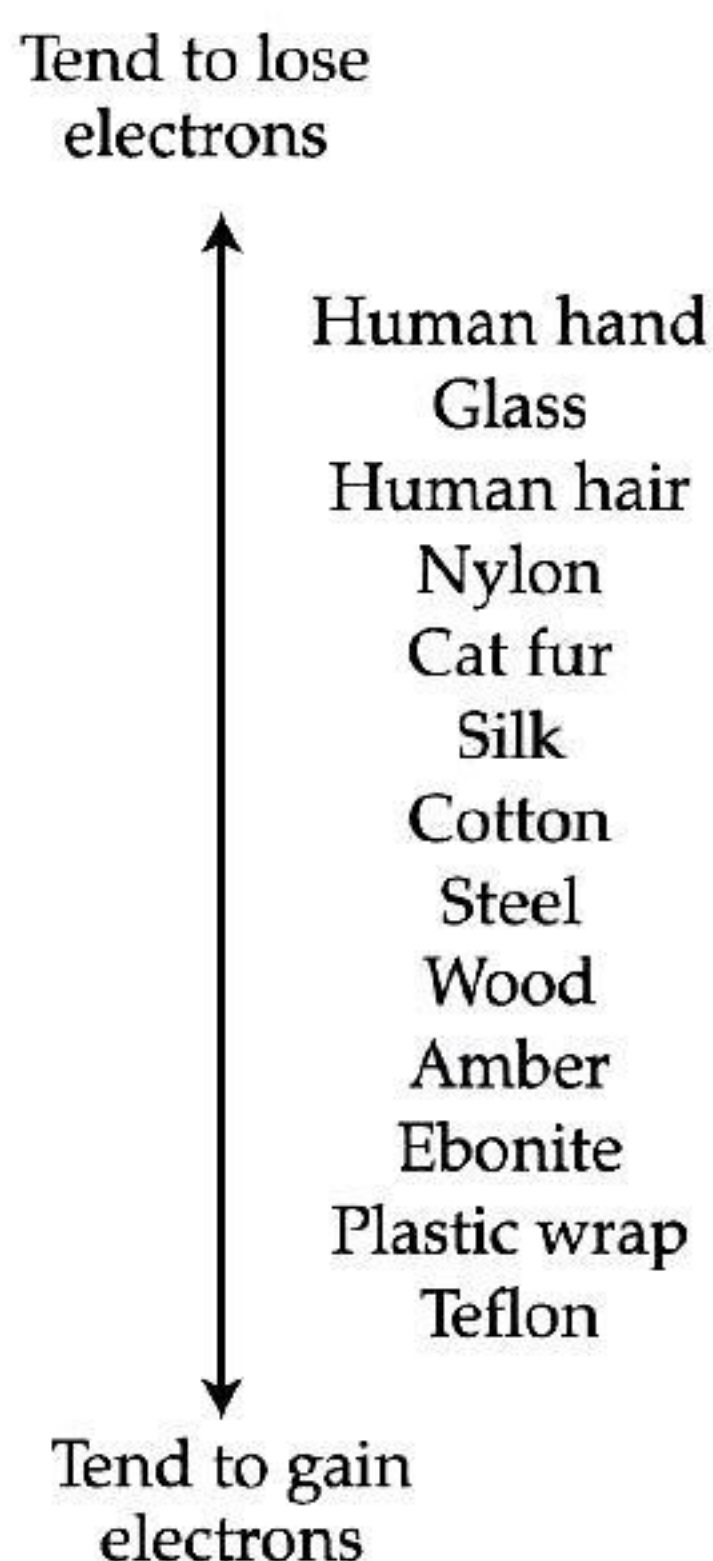 Tend to lose
electrons
Human hand
Glass
Human hair
Nylon
Cat fur
Silk
Cotton
Steel
Wood
Amber
Ebonite
Plastic wrap
Teflon
Tend to gain
electrons